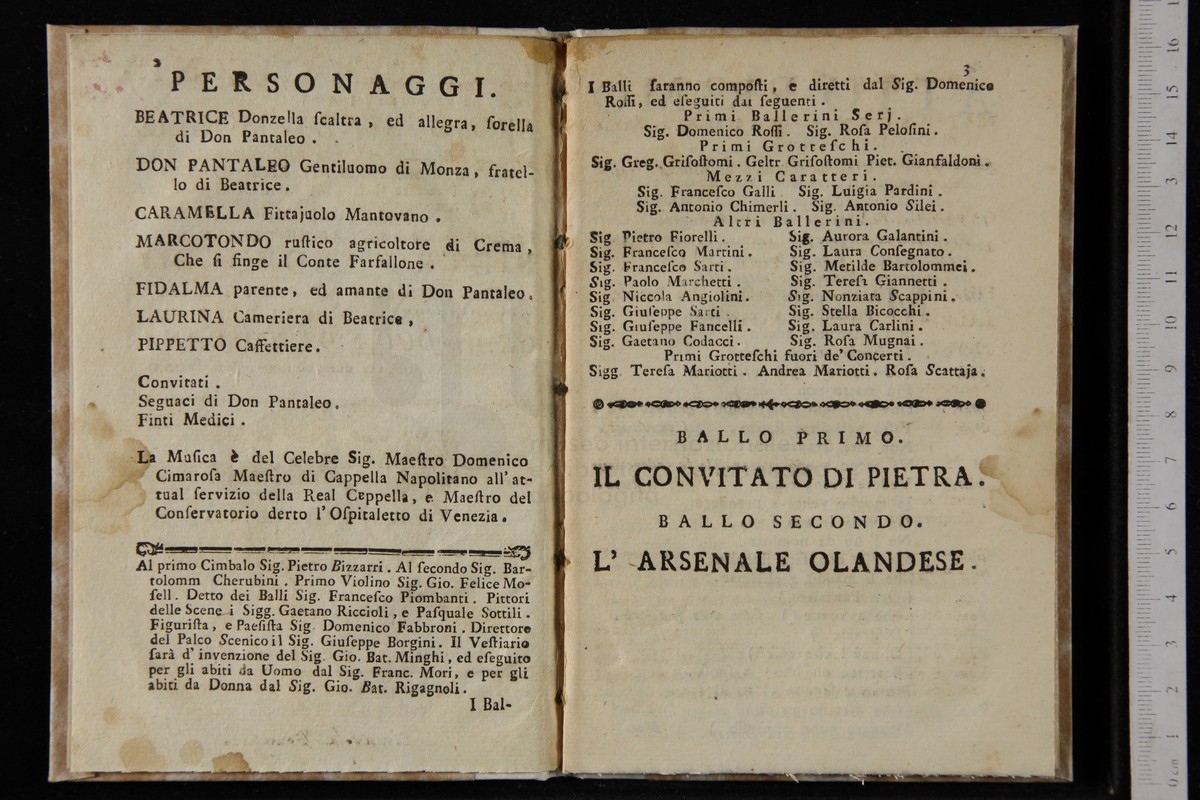 PERSONAGGI.
BEATRICE Donzella ſcaltra, ed allegra, ſorella
di Don Pantaleo.
DON PANTALEO Gentiluomo di Monza, fratel-
lo di Beatrice.
CARAMELLA Fittajuolo Mantovano.
MARCOTONDO ruſtico agricoltore di Crema,
Che ſi finge il Conte Farfallone.
FIDALMA parente, ed amante di Don Pantaleo.
LAURINA Cameriera di Beatrice,
PIPPETTO Caffettiere.
Convitati.
Seguaci di Don Pantaleo.
Finti Medici.
La Muſica è del Celebre Sig. Maeſtro Domenico
Cimaroſa Maeſtro di Cappella Napolitano all' at-
tual ſervizio della Real Cappella, e Maeſtro del
Conſervatorio detto l' Oſpitaletto di Venezia.
Al primo Cimbalo Sig. Pietro Bizzarri. Al ſecondo Sig. Bar-
tolomm Cherubini. Primo Violino Sig. Gio. Felice Mo-
ſell. Detto dei Balli Sig. Franceſco Piombanti. Pittori
delle Scene i Sigg. Gaetano Riccioli, e Paſquale Sottili.
Figuriſta, e Paeſiſta Sig. Domenico Fabbroni. Direttore
del Palco Scenico il Sig. Giuſeppe Borgini. Il Veſtiario
ſarà d' invenzione del Sig. Gio. Bat. Minghi, ed eſeguito
per gli abiti da Uomo dal Sig. Franc. Mori, e per gli
abiti da Donna dal Sig. Gio. Bat. Rigagnoli.
I Bal-
3
I Balli ſaranno compoſti, e diretti dal Sig. Domenico
Roſſi, ed eſeguiti dai ſeguenti.
Primi Ballerini Serj.
Sig. Domenico Roſſi. Sig. Roſa Peloſini.
Primi Grotteſchi.
Sig. Greg. Griſoſtomi. Geltr Griſoſtomi Piet. Gianfaldoni.
Mezzi Caratteri.
Sig. Franceſco Galli Sig. Luigia Pardini.
Sig. Antonio Chimerli. Sig. Antonio Silei.
Altri Ballerini.
Sig Pietro Fiorelli. Sig. Aurora Galantini.
Sig. Franceſco Martini. Sig. Laura Conſegnato.
Sig. Franceſco Sarti. Sig. Metilde Bartolommei.
Sig. Paolo Marchetti. Sig. Tereſa Giannetti.
Sig Niccola Angiolini. Sig. Nonziata Scappini.
Sig. Giuſeppe Sarti. Sig. Stella Bicocchi.
Sig. Giuſeppe Fancelli. Sig. Laura Carlini.
Sig. Gaetano Codacci. Sig. Roſa Mugnai.
Primi Grotteſchi fuori de' Concerti.
Sigg. Tereſa Mariotti. Andrea Mariotti. Roſa Scattaja.
BALLO PRIMO.
IL CONVITATO DI PIETRA.
BALLO SECONDO.
L' ARSENALE OLANDESE.